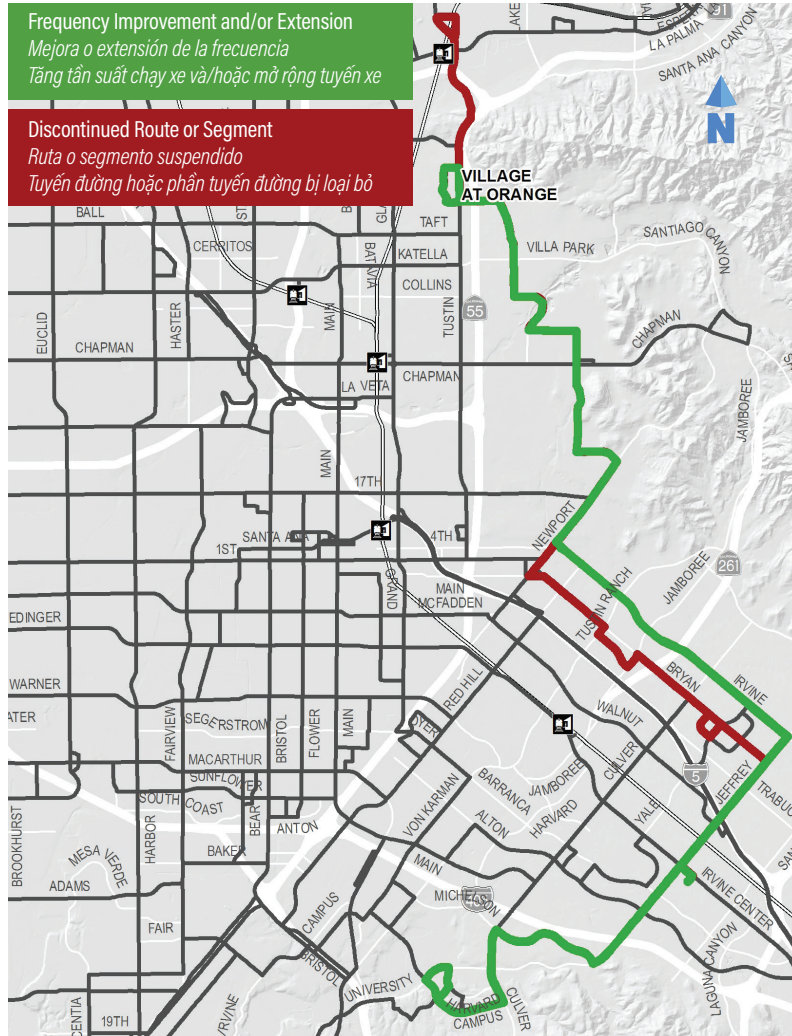 Frequency Improvement and/or Extension
Mejora o extensión de la frecuencia
Tăng tần suất chạy xe và/hoặc mở rộng tuyến xe
Discontinued Route or Segment
Ruta o segmento suspendido
Tuyến đường hoặc phần tuyến đường bị loại bỏ
LAKE
91
LA PALMA
SANTA ANA CANYON
N
VILLAGE
AT ORANGE
BALL
TAFT
CERRITOS
BATAVIA
KATELLA
VILLA PARK
SANTIAGO CANYON
COLLINS
EUCLID
HASTER
MAIN
TUSTIN
55
CHAPMAN
CHAPMAN
LA VETA
CHAPMAN
JAMBOREE
MAIN
17TH
NEWPORT
SANTA ANA
1ST
4TH
261
GRAND
MAIN
MCFADDEN
TUSTIN RANCH
JAMBOREE
EDINGER
BRYAN
IRVINE
WARNER
RED HILL
WALNUT
SEGERSTROM
FAIRVIEW
BRISTOL
FLOWER
MAIN
DYER
MACARTHUR
SUNFLOWER
CULVER
5
JEFFREY
SOUTH COAST
BEAR
ANTON
VON KARMAN
BARRANCA
JAMBOREE
HARVARD
YALE
ALTON
BROOKHURST
MESA VERDE
HARBOR
BAKER
ADAMS
MAIN
IRVINE CENTER
MICHELSON
405
FAIR
CAMPUS
BRISTOL
UNIVERSITY
LAGUNA CANYON
HARVARD
CAMPUS
CULVER
19TH